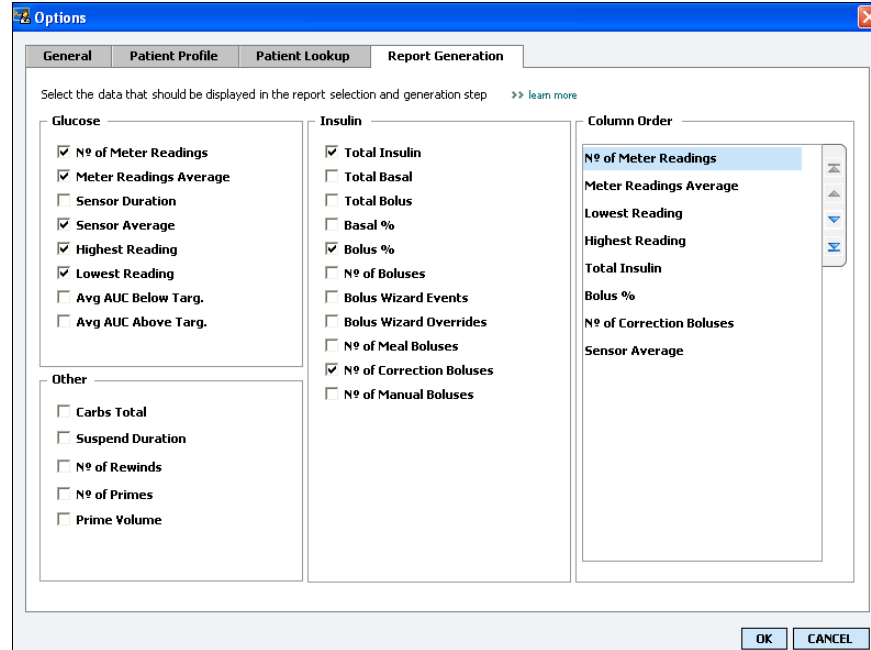 Options
General
Patient Profile
Patient Lookup
Report Generation
Select the data that should be displayed in the report selection and generation step >> learn more
Glucose
Nº of Meter Readings
Meter Readings Average
Sensor Duration
Sensor Average
Highest Reading
Lowest Reading
Avg AUC Below Targ.
Avg AUC Above Targ.
Other
Carbs Total
Suspend Duration
Nº of Rewinds
Nº of Primes
Prime Volume
Insulin
Total Insulin
Total Basal
Total Bolus
Basal %
Bolus %
Nº of Boluses
Bolus Wizard Events
Bolus Wizard Overrides
Nº of Meal Boluses
Nº of Correction Boluses
Nº of Manual Boluses
Column Order
Nº of Meter Readings
Meter Readings Average
Lowest Reading
Highest Reading
Total Insulin
Bolus %
Nº of Correction Boluses
Sensor Average
OK
CANCEL